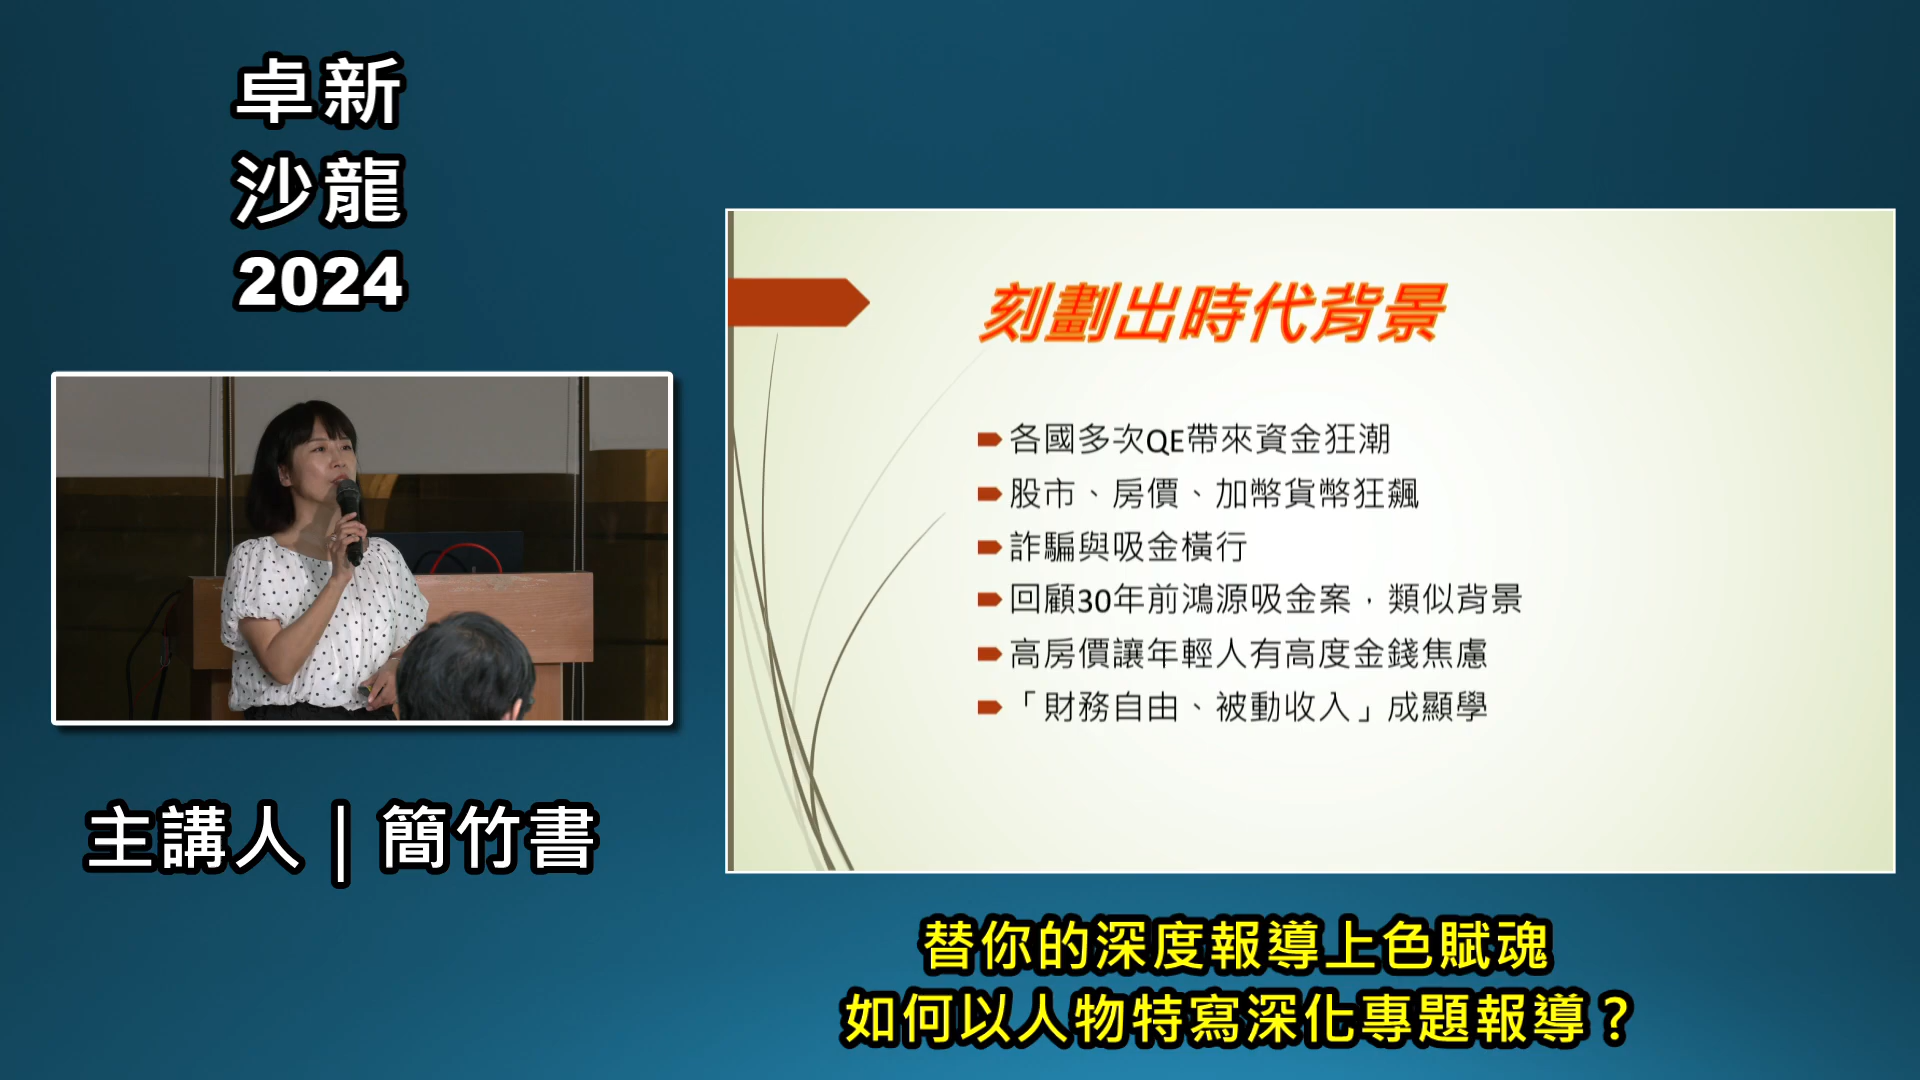 卓新
沙龍
2024
主講人｜簡竹書
刻劃出時代背景
各國多次QE帶來資金狂潮
股市、房價、加幣貨幣狂飆
詐騙與吸金橫行
回顧30年前鴻源吸金案，類似背景
高房價讓年輕人有高度金錢焦慮
「財務自由、被動收入」成顯學
替你的深度報導上色賦魂
如何以人物特寫深化專題報導？